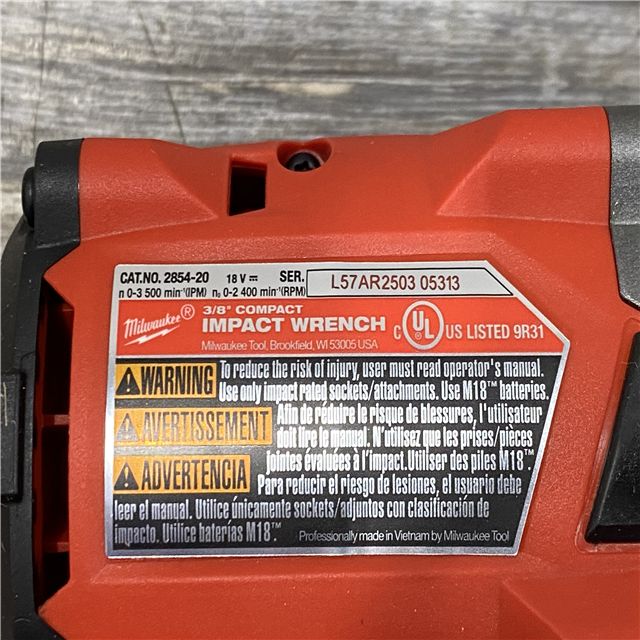 CAT.NO. 2854-20 18 V ⎓ SER. L57AR2503 05313
n 0-3 500 min⁻¹(IPM) n₀ 0-2 400 min⁻¹(RPM)
Milwaukee® 3/8" COMPACT
IMPACT WRENCH
Milwaukee Tool, Brookfield, WI 53005 USA
C UL ® US LISTED 9R31
WARNING To reduce the risk of injury, user must read operator's manual.
Use only impact rated sockets/attachments. Use M18™ batteries.
AVERTISSEMENT Afin de réduire le risque de blessures, l'utilisateur
doit lire le manuel. N'utilisez que les prises/pièces
jointes évaluées à l'impact. Utiliser des piles M18™.
ADVERTENCIA Para reducir el riesgo de lesiones, el usuario debe
leer el manual. Utilice únicamente sockets/adjuntos con clasificación de
impacto. Utilice baterías M18™.
Professionally made in Vietnam by Milwaukee Tool